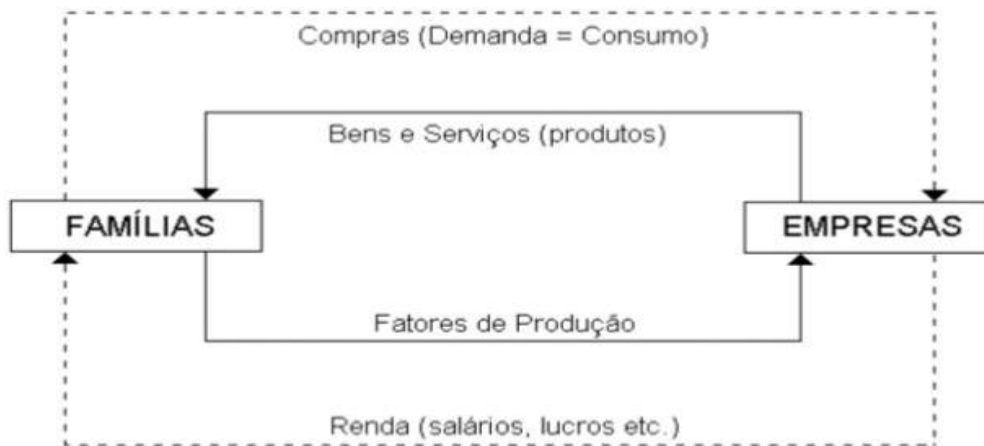 Compras (Demanda = Consumo)
Bens e Serviços (produtos)
FAMÍLIAS
EMPRESAS
Fatores de Produção
Renda (salários, lucros etc.)